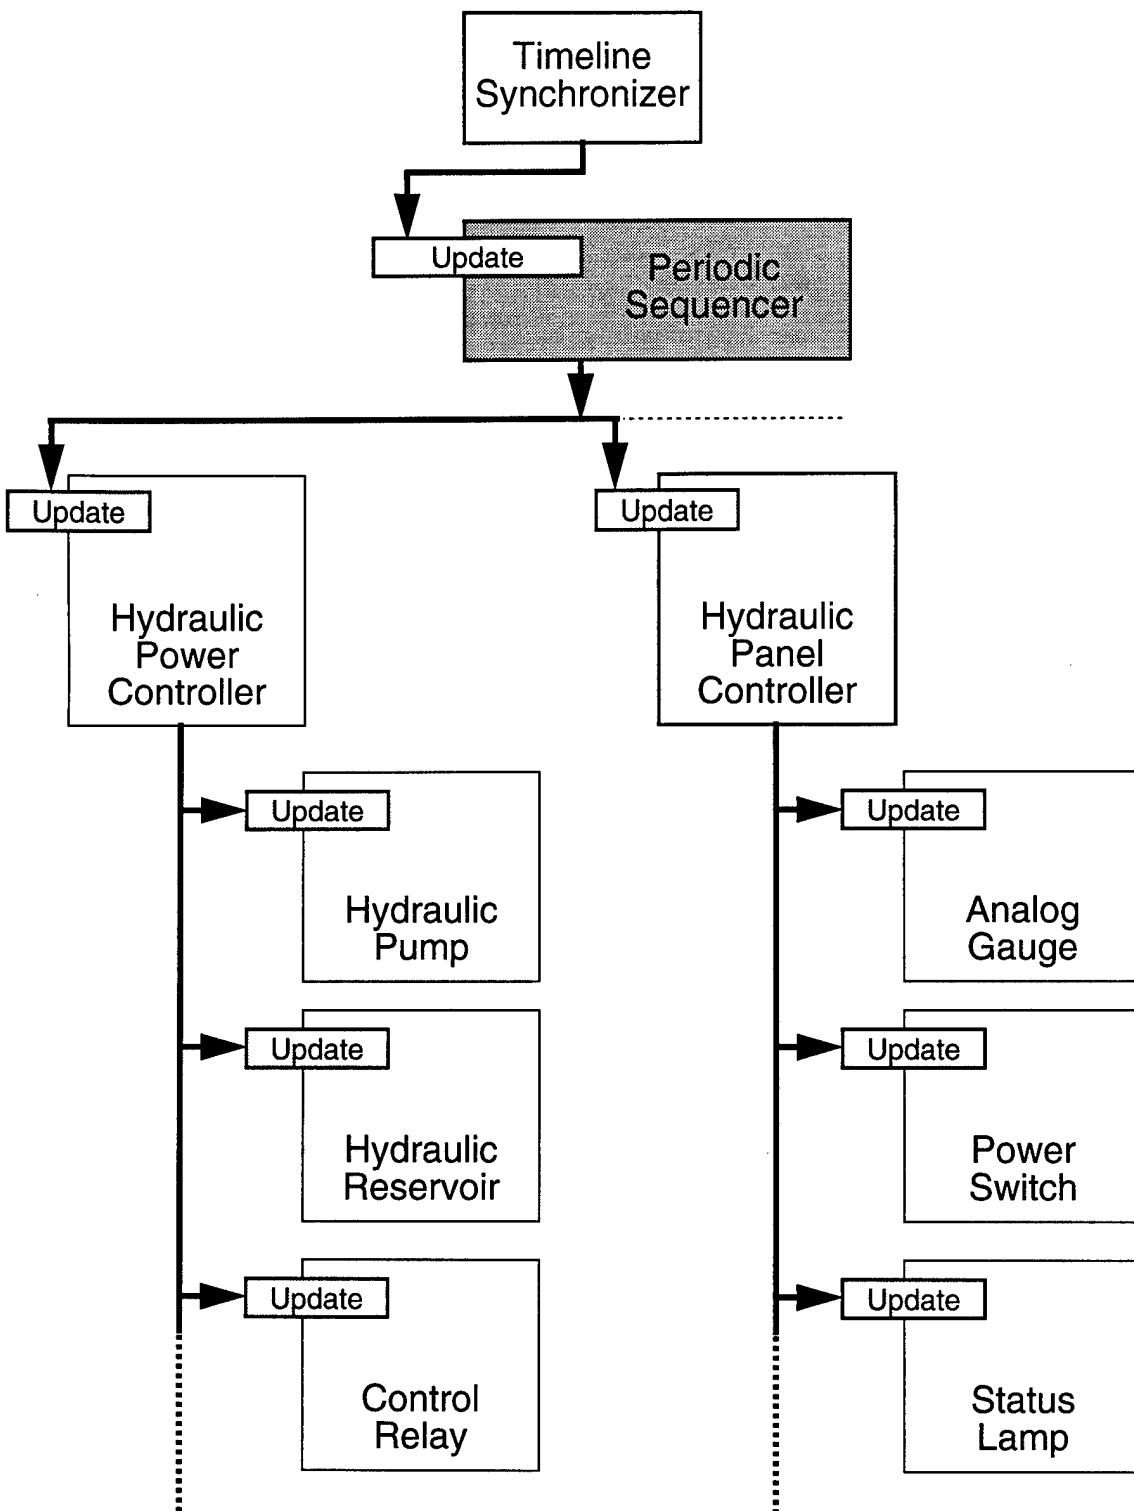 Timeline
Synchronizer
Update
Periodic
Sequencer
Update
Update
Hydraulic
Power
Controller
Hydraulic
Panel
Controller
Update
Hydraulic
Pump
Update
Analog
Gauge
Update
Hydraulic
Reservoir
Update
Power
Switch
Update
Control
Relay
Update
Status
Lamp